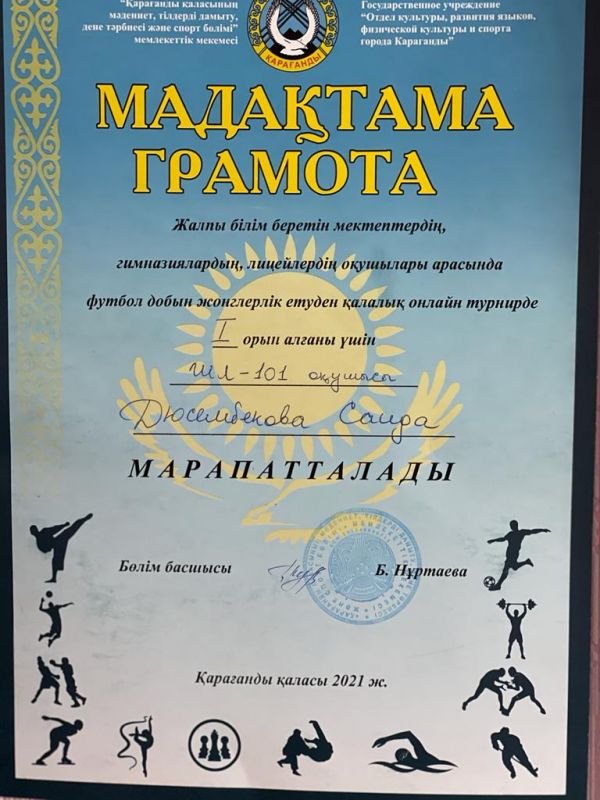 "Қарағанды қаласының
мәдениет, тілдерді дамыту,
дене тәрбиесі және спорт бөлімі"
мемлекеттік мекемесі
Государственное учреждение
"Отдел культуры, развития языков,
физической культуры и спорта
города Караганды"
ҚАРАҒАНДЫ
МАДАҚТАМА
ГРАМОТА
Жалпы білім беретін мектептердің,
гимназиялардың, лицейлердің оқушылары арасында
футбол добын жонглерлік етуден қалалық онлайн турнирде
I орын алғаны үшін
ШЛ-101 оқушысы
Дюсембекова Саида
МАРАПАТТАЛАДЫ
Бөлім басшысы
Б. Нұртаева
Қарағанды қаласы 2021 ж.